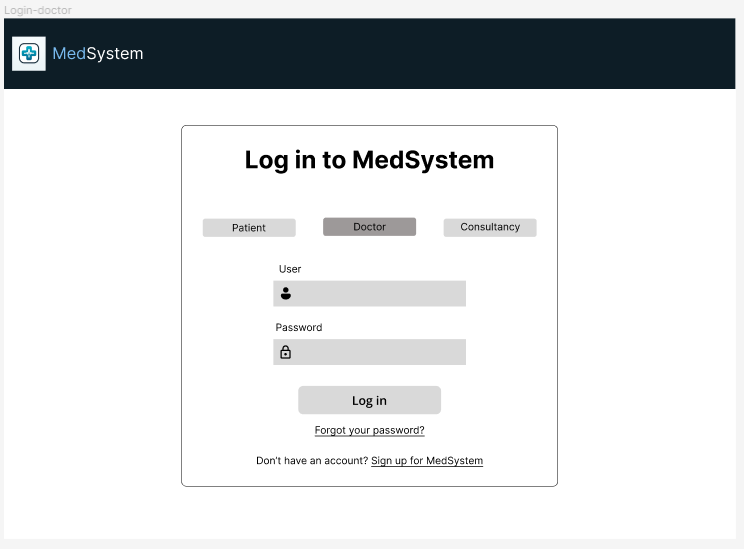 Login-doctor
MedSystem
Log in to MedSystem
Patient Doctor Consultancy
User
Password
Log in
Forgot your password?
Don't have an account? Sign up for MedSystem